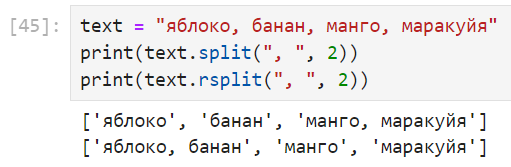 [45]: text = "яблоко, банан, манго, маракуйя"
print(text.split(", ", 2))
print(text.rsplit(", ", 2))
['яблоко', 'банан', 'манго, маракуйя']
['яблоко, банан', 'манго', 'маракуйя']